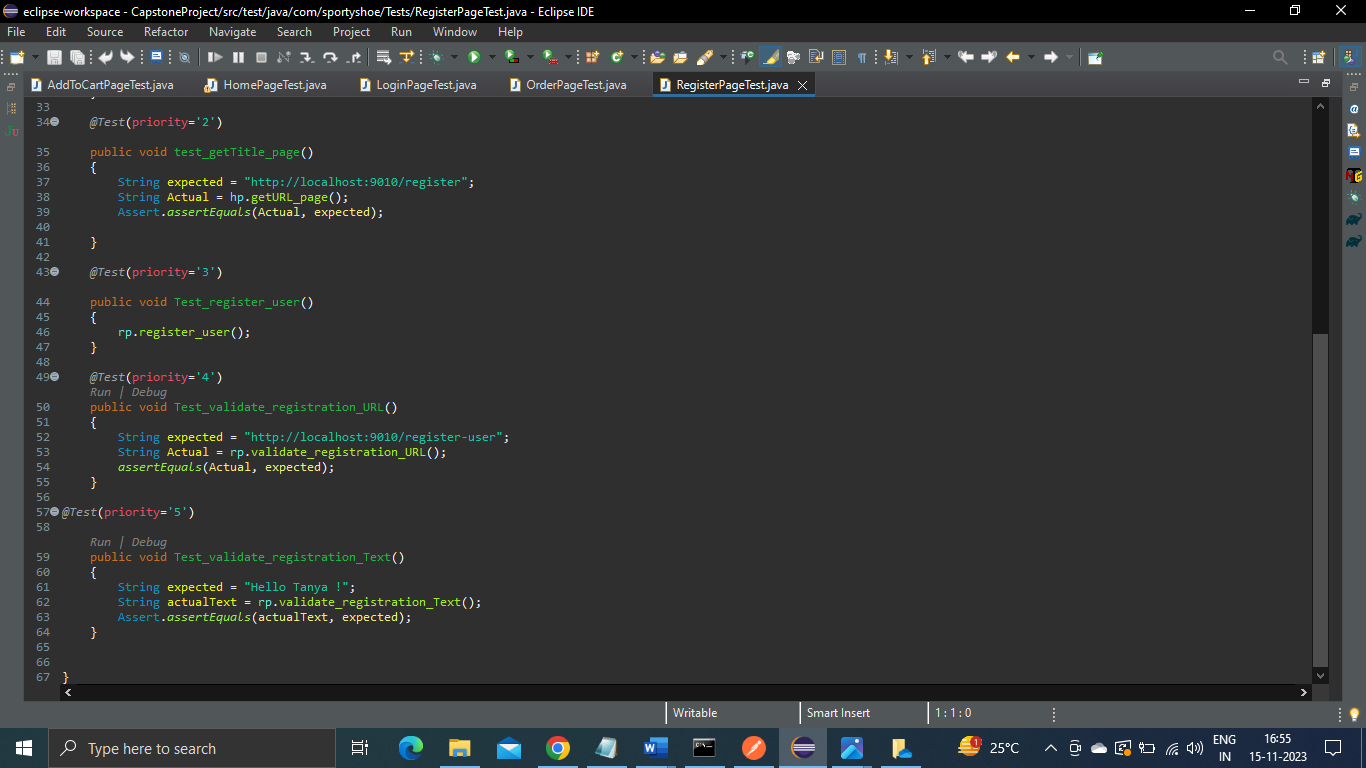 eclipse-workspace - CapstoneProject/src/test/java/com/sportyshoe/Tests/RegisterPageTest.java - Eclipse IDE
File Edit Source Refactor Navigate Search Project Run Window Help
AddToCartPageTest.java HomePageTest.java LoginPageTest.java OrderPageTest.java RegisterPageTest.java
33
34 @Test(priority='2')
35 public void test_getTitle_page()
36 {
37 String expected = "http://localhost:9010/register";
38 String Actual = hp.getURL_page();
39 Assert.assertEquals(Actual, expected);
40
41 }
42
43 @Test(priority='3')
44 public void Test_register_user()
45 {
46 rp.register_user();
47 }
48
49 @Test(priority='4')
Run | Debug
50 public void Test_validate_registration_URL()
51 {
52 String expected = "http://localhost:9010/register-user";
53 String Actual = rp.validate_registration_URL();
54 assertEquals(Actual, expected);
55 }
56
57 @Test(priority='5')
58
Run | Debug
59 public void Test_validate_registration_Text()
60 {
61 String expected = "Hello Tanya !";
62 String actualText = rp.validate_registration_Text();
63 Assert.assertEquals(actualText, expected);
64 }
65
66
67 }
Writable Smart Insert 1 : 1 : 0
Type here to search 25°C ENG 16:55
IN 15-11-2023